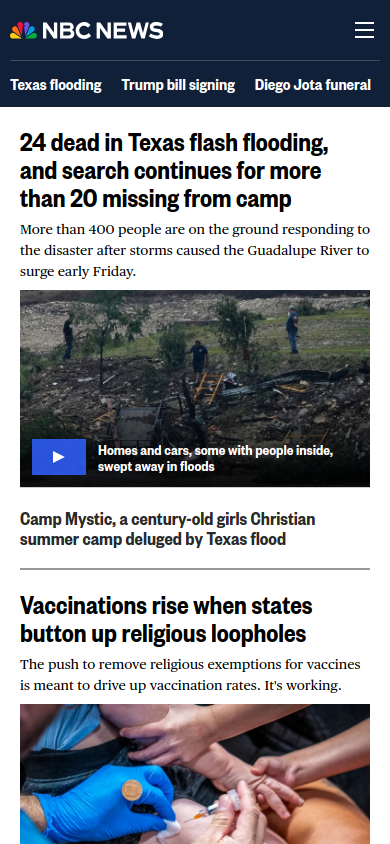 NBC NEWS
Texas flooding Trump bill signing Diego Jota funeral
24 dead in Texas flash flooding,
and search continues for more
than 20 missing from camp
More than 400 people are on the ground responding to
the disaster after storms caused the Guadalupe River to
surge early Friday.
Homes and cars, some with people inside,
swept away in floods
Camp Mystic, a century-old girls Christian
summer camp deluged by Texas flood
Vaccinations rise when states
button up religious loopholes
The push to remove religious exemptions for vaccines
is meant to drive up vaccination rates. It's working.